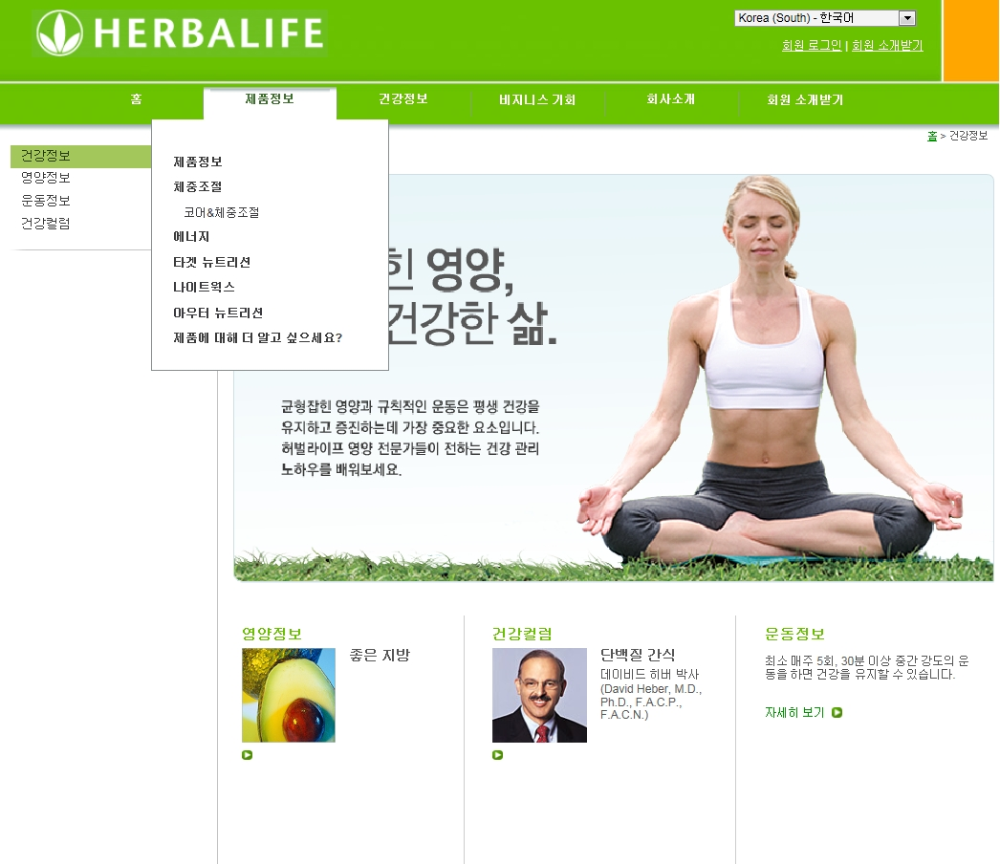 HERBALIFE
Korea (South) - 한국어
회원 로그인 | 회원 소개받기
홈
제품정보
건강정보
비지니스 기회
회사소개
회원 소개받기
홈 > 건강정보
건강정보
영양정보
운동정보
건강컬럼
제품정보
체중조절
코어&체중조절
에너지
타겟 뉴트리션
나이트웍스
아우터 뉴트리션
제품에 대해 더 알고 싶으세요?
영양,
건강한 삶.
균형잡힌 영양과 규칙적인 운동은 평생 건강을
유지하고 증진하는데 가장 중요한 요소입니다.
허벌라이프 영양 전문가들이 전하는 건강 관리
노하우를 배워보세요.
영양정보
좋은 지방
건강컬럼
단백질 간식
데이비드 히버 박사
(David Heber, M.D.,
Ph.D., F.A.C.P.,
F.A.C.N.)
운동정보
최소 매주 5회, 30분 이상 중간 강도의 운
동을 하면 건강을 유지할 수 있습니다.
자세히 보기